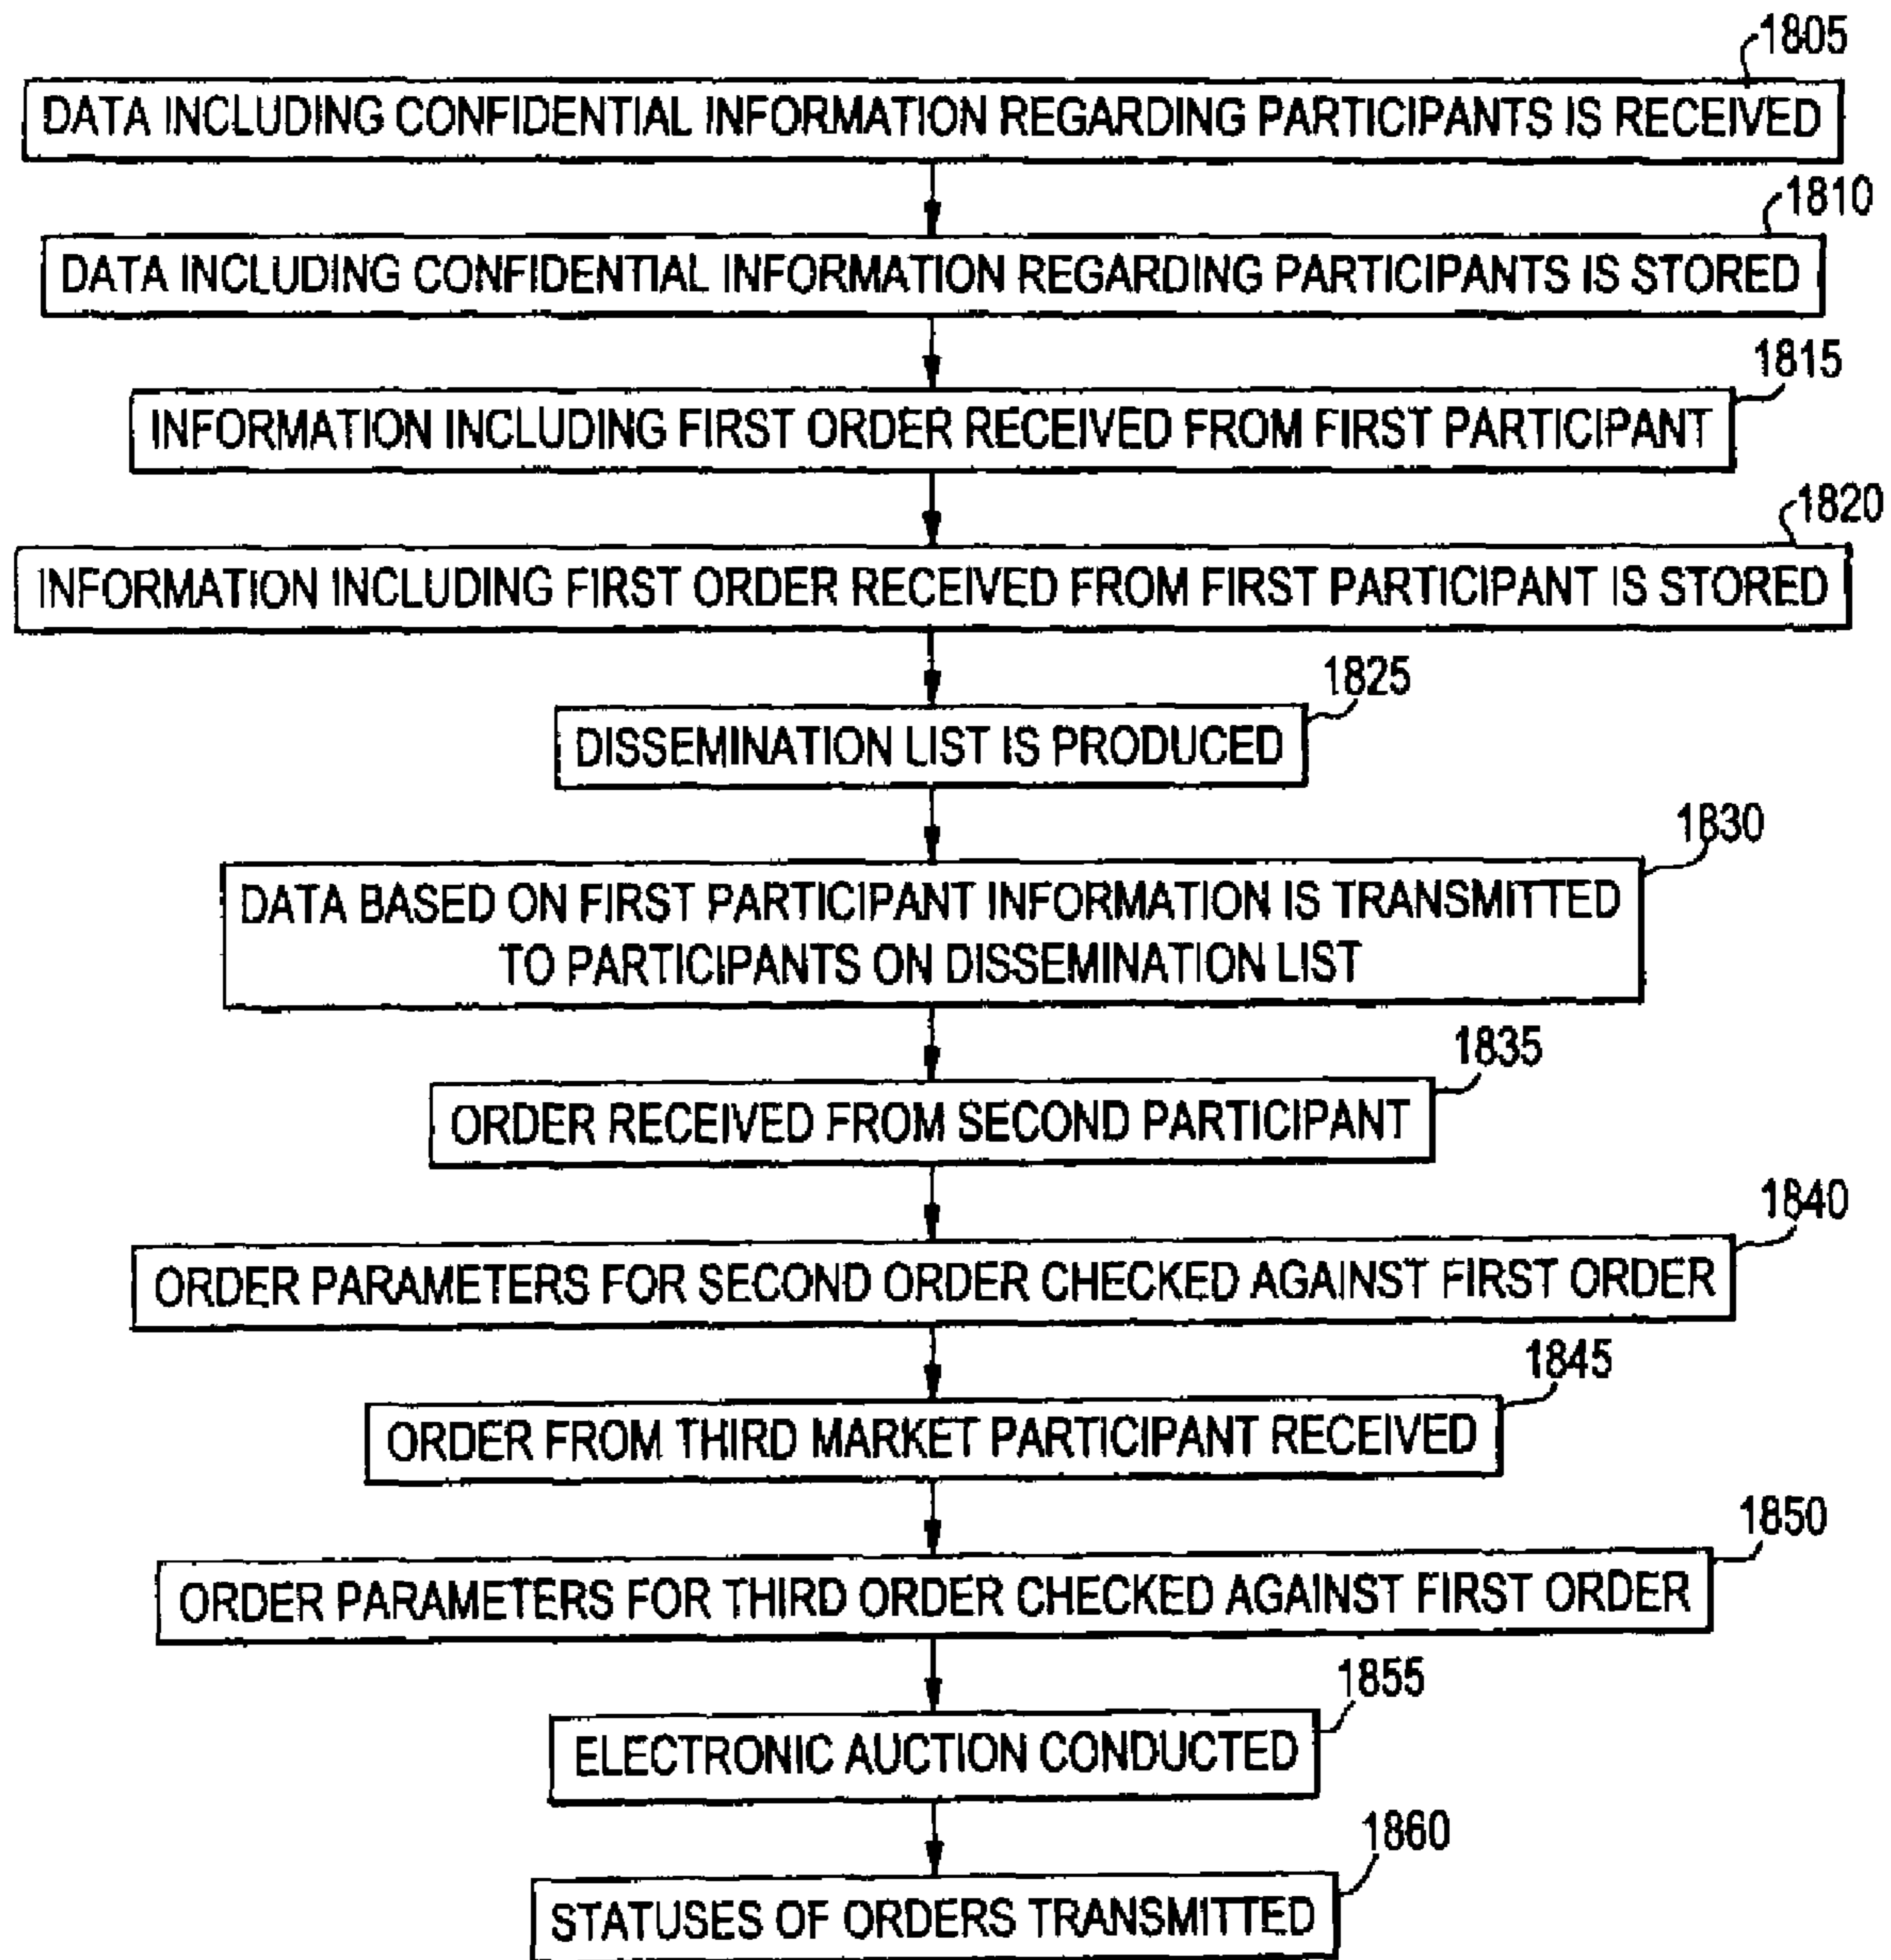 1805
DATA INCLUDING CONFIDENTIAL INFORMATION REGARDING PARTICIPANTS IS RECEIVED
1810
DATA INCLUDING CONFIDENTIAL INFORMATION REGARDING PARTICIPANTS IS STORED
1815
INFORMATION INCLUDING FIRST ORDER RECEIVED FROM FIRST PARTICIPANT
1820
INFORMATION INCLUDING FIRST ORDER RECEIVED FROM FIRST PARTICIPANT IS STORED
1825
DISSEMINATION LIST IS PRODUCED
1830
DATA BASED ON FIRST PARTICIPANT INFORMATION IS TRANSMITTED
TO PARTICIPANTS ON DISSEMINATION LIST
1835
ORDER RECEIVED FROM SECOND PARTICIPANT
1840
ORDER PARAMETERS FOR SECOND ORDER CHECKED AGAINST FIRST ORDER
1845
ORDER FROM THIRD MARKET PARTICIPANT RECEIVED
1850
ORDER PARAMETERS FOR THIRD ORDER CHECKED AGAINST FIRST ORDER
1855
ELECTRONIC AUCTION CONDUCTED
1860
STATUSES OF ORDERS TRANSMITTED